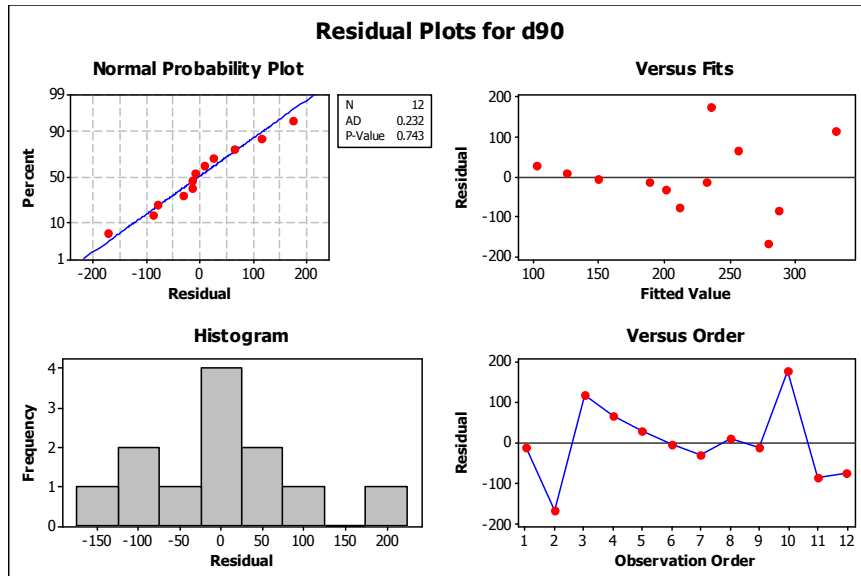 Residual Plots for d90
Normal Probability Plot
99
90
50
10
1
Percent
-200 -100 0 100 200
Residual
N 12
AD 0.232
P-Value 0.743
Versus Fits
200
100
0
-100
-200
Residual
100 150 200 250 300
Fitted Value
Histogram
4
3
2
1
0
Frequency
-150 -100 -50 0 50 100 150 200
Residual
Versus Order
200
100
0
-100
-200
Residual
1 2 3 4 5 6 7 8 9 10 11 12
Observation Order